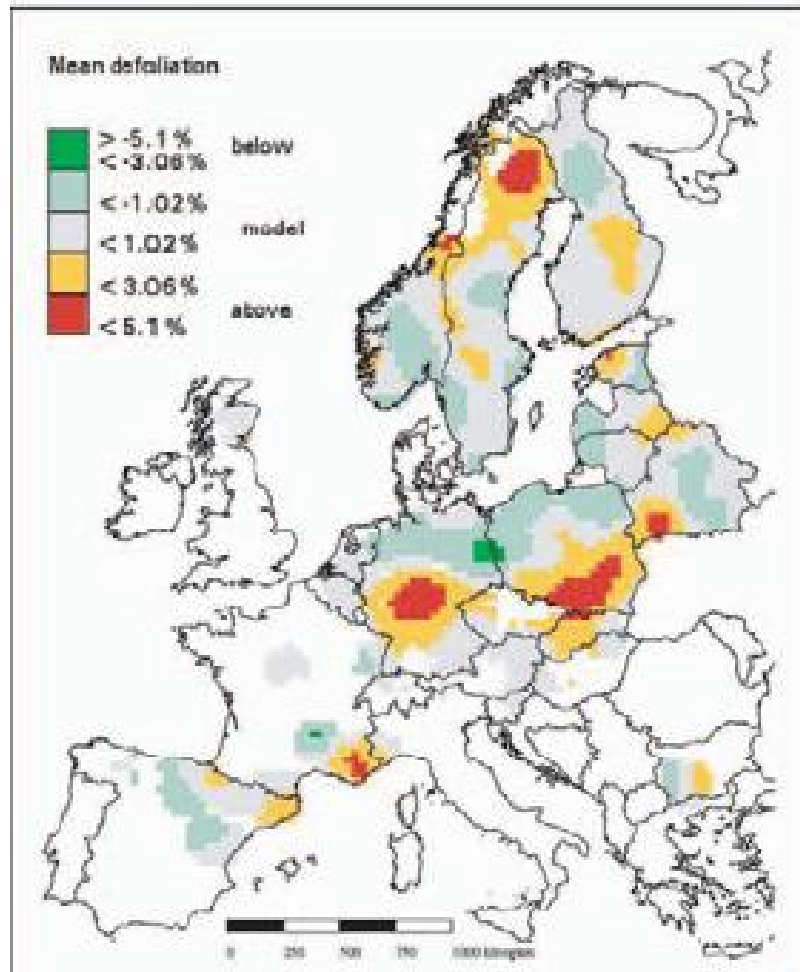 Mean defoliation
> -5.1%
< -3.06%
below
< -1.02%
model
< 1.02%
< 3.06%
above
< 5.1%
0 250 500 750 1000